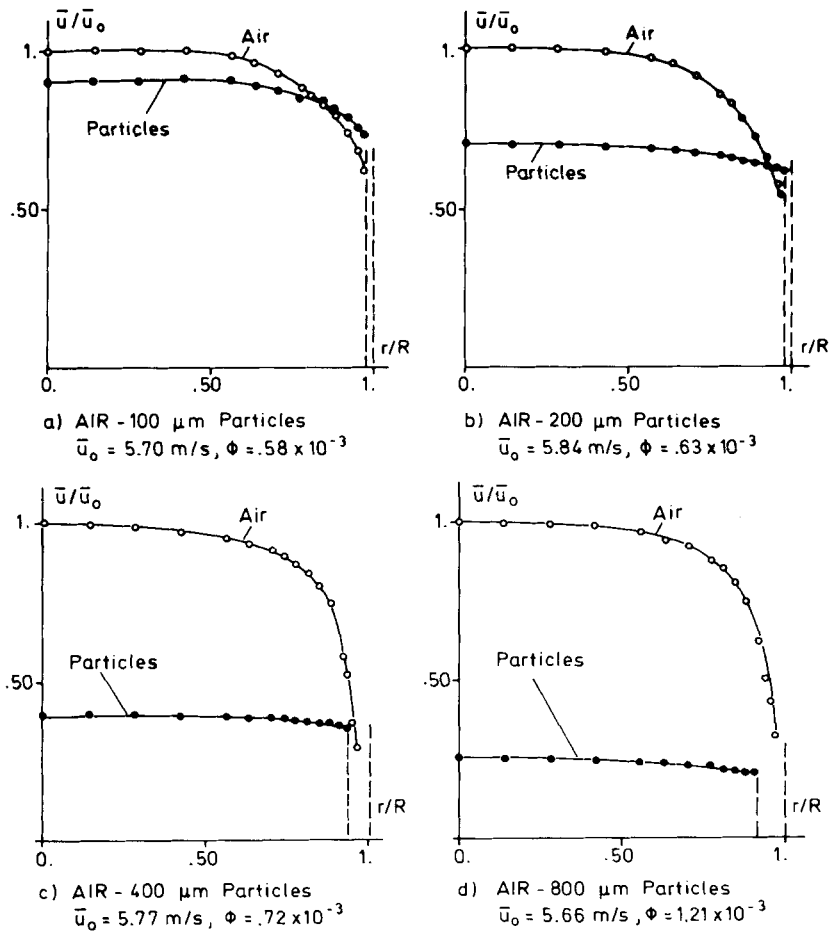 ū/ū₀
1.
Air
Particles
.50
r/R
0. .50 1.
a) AIR - 100 µm Particles
ū₀ = 5.70 m/s, Φ = .58 x 10⁻³
ū/ū₀
1.
Air
Particles
.50
r/R
0. .50 1.
b) AIR - 200 µm Particles
ū₀ = 5.84 m/s, Φ = .63 x 10⁻³
ū/ū₀
1.
Air
Particles
.50
r/R
0. .50 1.
c) AIR - 400 µm Particles
ū₀ = 5.77 m/s, Φ = .72 x 10⁻³
ū/ū₀
1.
Air
Particles
.50
r/R
0. .50 1.
d) AIR - 800 µm Particles
ū₀ = 5.66 m/s, Φ = 1.21 x 10⁻³